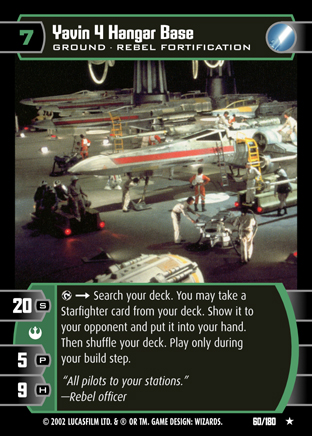 7 Yavin 4 Hangar Base
GROUND · REBEL FORTIFICATION
20 S
5 P
9 H
→ Search your deck. You may take a
Starfighter card from your deck. Show it to
your opponent and put it into your hand.
Then shuffle your deck. Play only during
your build step.
"All pilots to your stations."
—Rebel officer
© 2002 LUCASFILM LTD. & ® OR TM. GAME DESIGN: WIZARDS. 60/180 ★